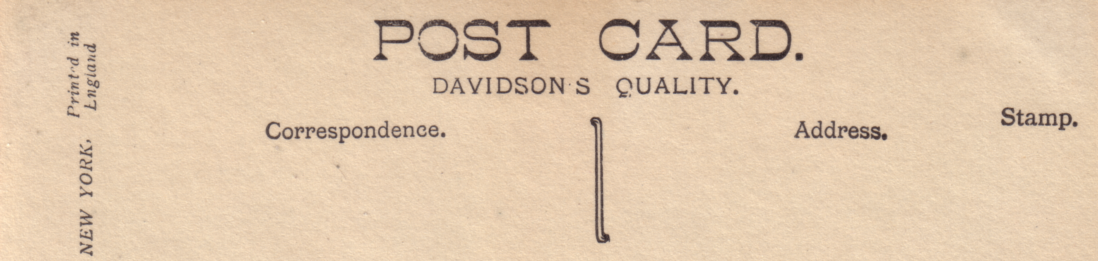 POST CARD.
DAVIDSON'S QUALITY.
Correspondence.
Address.
Stamp.
NEW YORK.
Printed in
England